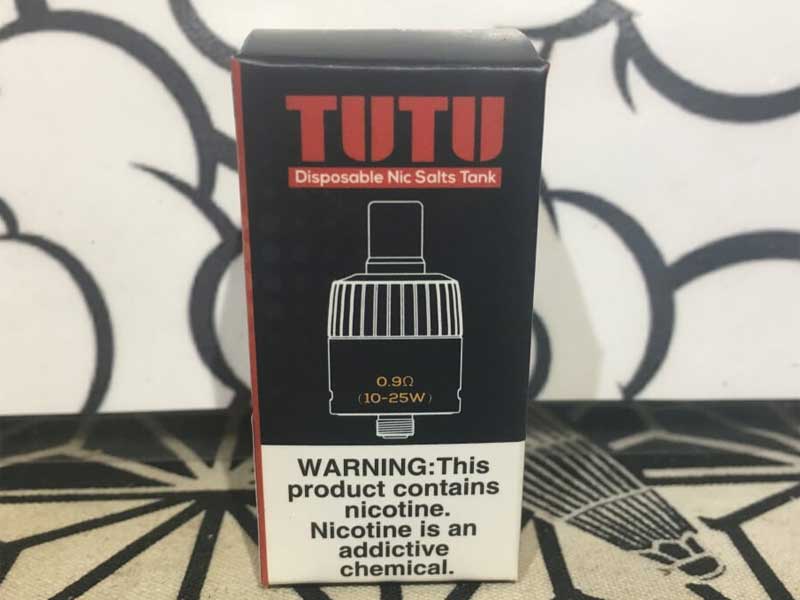 TUTU
Disposable Nic Salts Tank
0.9Ω
(10-25W)
WARNING:This
product contains
nicotine.
Nicotine is an
addictive
chemical.